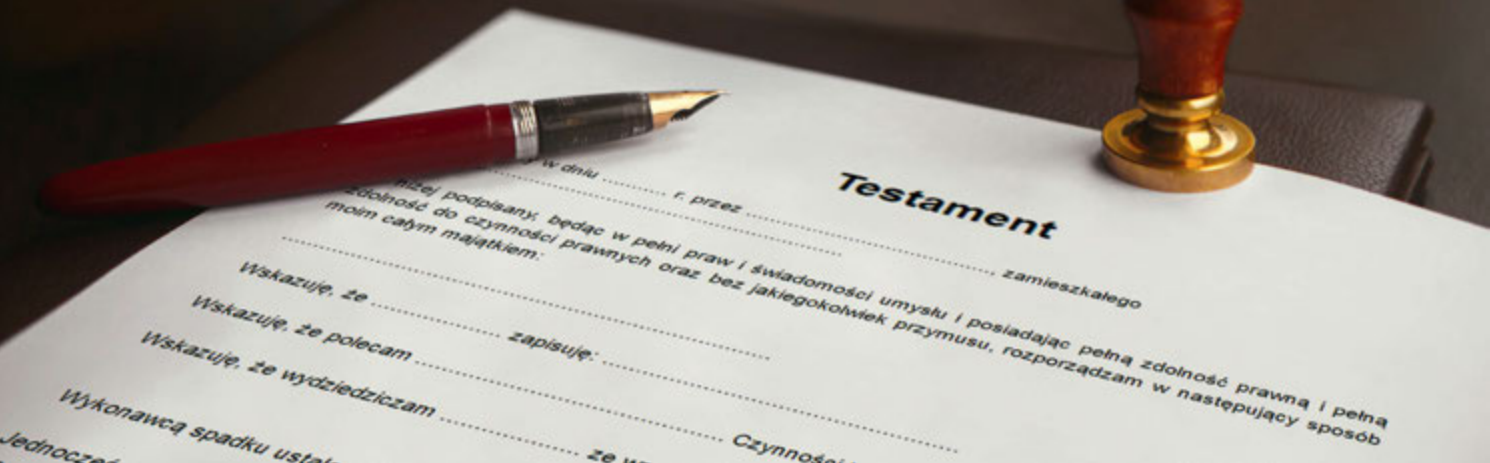 Testament
w dniu ............ r. przez ................................................, zamieszkałego
................................................................
niżej podpisany, będąc w pełni praw i świadomości umysłu i posiadając pełną zdolność prawną i pełną
zdolność do czynności prawnych oraz bez jakiegokolwiek przymusu, rozporządzam w następujący sposób
moim całym majątkiem:
................................................................
Wskazuję, że .......................... zapisuję: ................................................
Wskazuję, że polecam ................................................ Czynności
Wskazuję, że wydziedziczam .......................... ze
Wykonawcą spadku